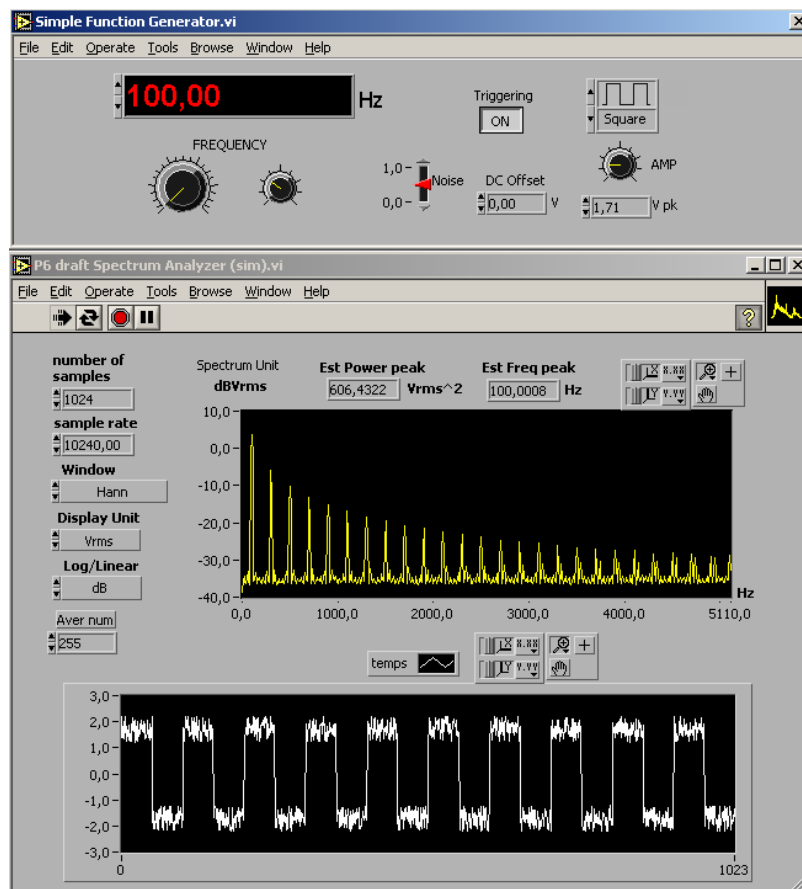 Simple Function Generator.vi
File Edit Operate Tools Browse Window Help
100,00 Hz
Triggering
ON
Square
FREQUENCY
AMP
1,0
0,0
Noise
DC Offset
0,00 V
1,71 V pk
P6 draft Spectrum Analyzer (sim).vi
File Edit Operate Tools Browse Window Help
?
number of
samples
1024
sample rate
10240,00
Window
Hann
Display Unit
Vrms
Log/Linear
dB
Aver num
255
Spectrum Unit
dBVrms
Est Power peak
606,4322 Vrms^2
Est Freq peak
100,0008 Hz
X X.XX
Y Y.YY
10,0
0,0
-10,0
-20,0
-30,0
-40,0
0,0 1000,0 2000,0 3000,0 4000,0 5110,0
Hz
temps
X X.XX
Y Y.YY
3,0
2,0
1,0
0,0
-1,0
-2,0
-3,0
0 1023